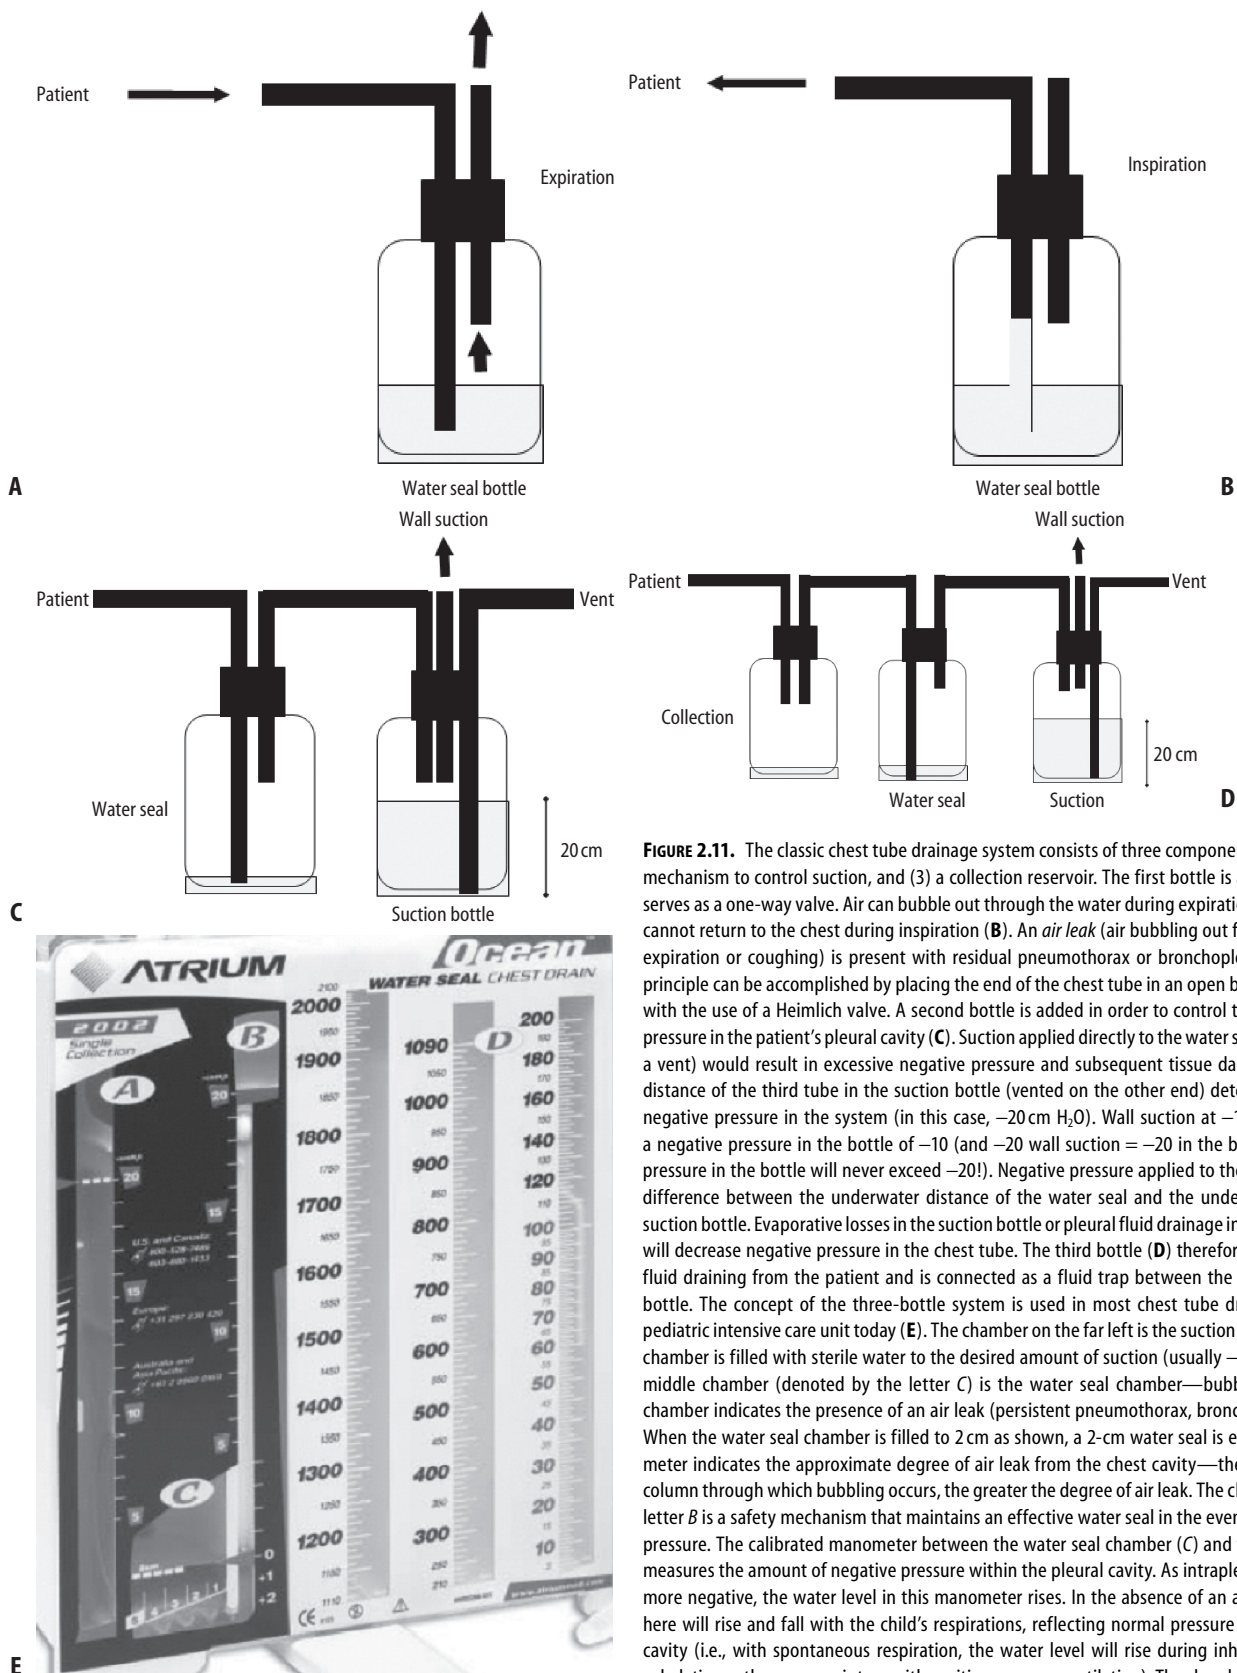 Patient
Expiration
Water seal bottle
A
Patient
Inspiration
Water seal bottle
B
Wall suction
Patient
Vent
Water seal
20 cm
Suction bottle
C
Wall suction
Patient
Vent
Collection
20 cm
Water seal
Suction
D
ATRIUM
Ocean
WATER SEAL CHEST DRAIN
2002
Single
Collection
A
B
C
D
U.S. and Canada:
Europe:
Australia and
Asia Pacific:
20
15
10
5
20
15
10
5
0
+1
+2
2cm
2100
2000
1900
1800
1700
1600
1500
1400
1300
1200
1110
1090
1000
900
800
700
600
500
400
300
210
200
180
160
140
120
100
90
80
70
60
50
40
30
20
10
E
FIGURE 2.11. The classic chest tube drainage system consists of three compone
mechanism to control suction, and (3) a collection reservoir. The first bottle is
serves as a one-way valve. Air can bubble out through the water during expirati
cannot return to the chest during inspiration (B). An air leak (air bubbling out f
expiration or coughing) is present with residual pneumothorax or bronchople
principle can be accomplished by placing the end of the chest tube in an open b
with the use of a Heimlich valve. A second bottle is added in order to control t
pressure in the patient's pleural cavity (C). Suction applied directly to the water s
a vent) would result in excessive negative pressure and subsequent tissue da
distance of the third tube in the suction bottle (vented on the other end) dete
negative pressure in the system (in this case, −20 cm H₂O). Wall suction at −1
a negative pressure in the bottle of −10 (and −20 wall suction = −20 in the b
pressure in the bottle will never exceed −20!). Negative pressure applied to the
difference between the underwater distance of the water seal and the unde
suction bottle. Evaporative losses in the suction bottle or pleural fluid drainage in
will decrease negative pressure in the chest tube. The third bottle (D) therefor
fluid draining from the patient and is connected as a fluid trap between the
bottle. The concept of the three-bottle system is used in most chest tube dr
pediatric intensive care unit today (E). The chamber on the far left is the suction
chamber is filled with sterile water to the desired amount of suction (usually −
middle chamber (denoted by the letter C) is the water seal chamber—bubb
chamber indicates the presence of an air leak (persistent pneumothorax, bronc
When the water seal chamber is filled to 2 cm as shown, a 2-cm water seal is e
meter indicates the approximate degree of air leak from the chest cavity—the
column through which bubbling occurs, the greater the degree of air leak. The c
letter B is a safety mechanism that maintains an effective water seal in the even
pressure. The calibrated manometer between the water seal chamber (C) and
measures the amount of negative pressure within the pleural cavity. As intraple
more negative, the water level in this manometer rises. In the absence of an a
here will rise and fall with the child's respirations, reflecting normal pressure
cavity (i.e., with spontaneous respiration, the water level will rise during inh